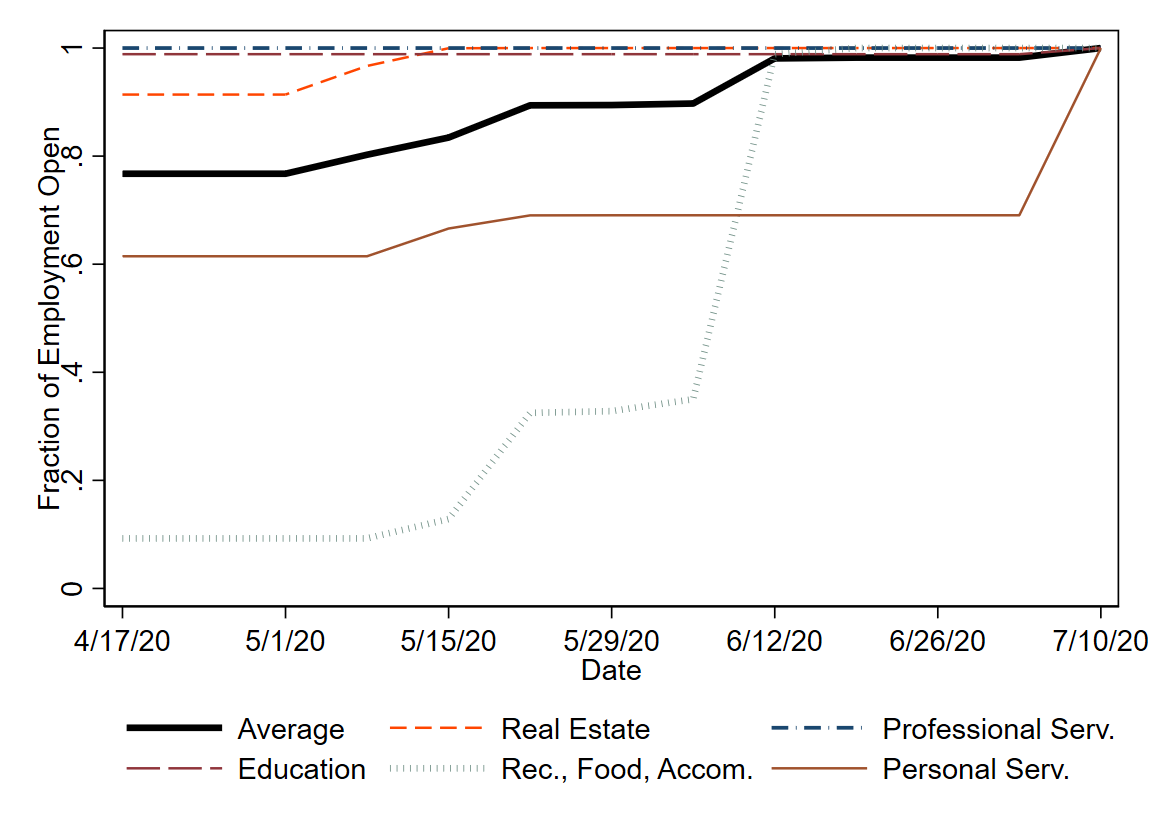 Fraction of Employment Open
1
.8
.6
.4
.2
0
4/17/20 5/1/20 5/15/20 5/29/20 6/12/20 6/26/20 7/10/20
Date
Average Real Estate Professional Serv.
Education Rec., Food, Accom. Personal Serv.